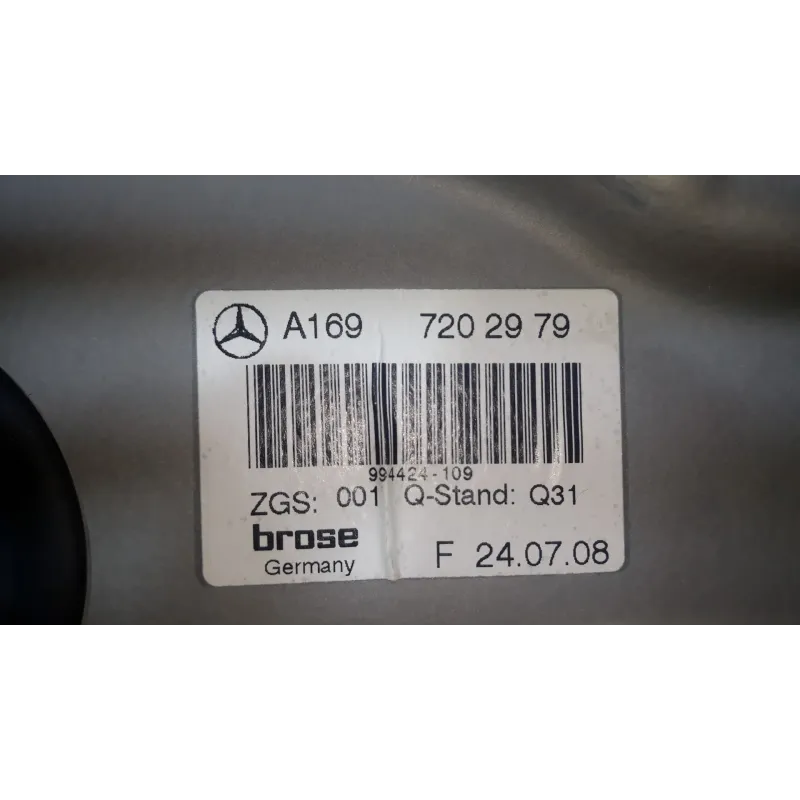 A169 720 29 79
994424-109
ZGS: 001 Q-Stand: Q31
brose
Germany F 24.07.08